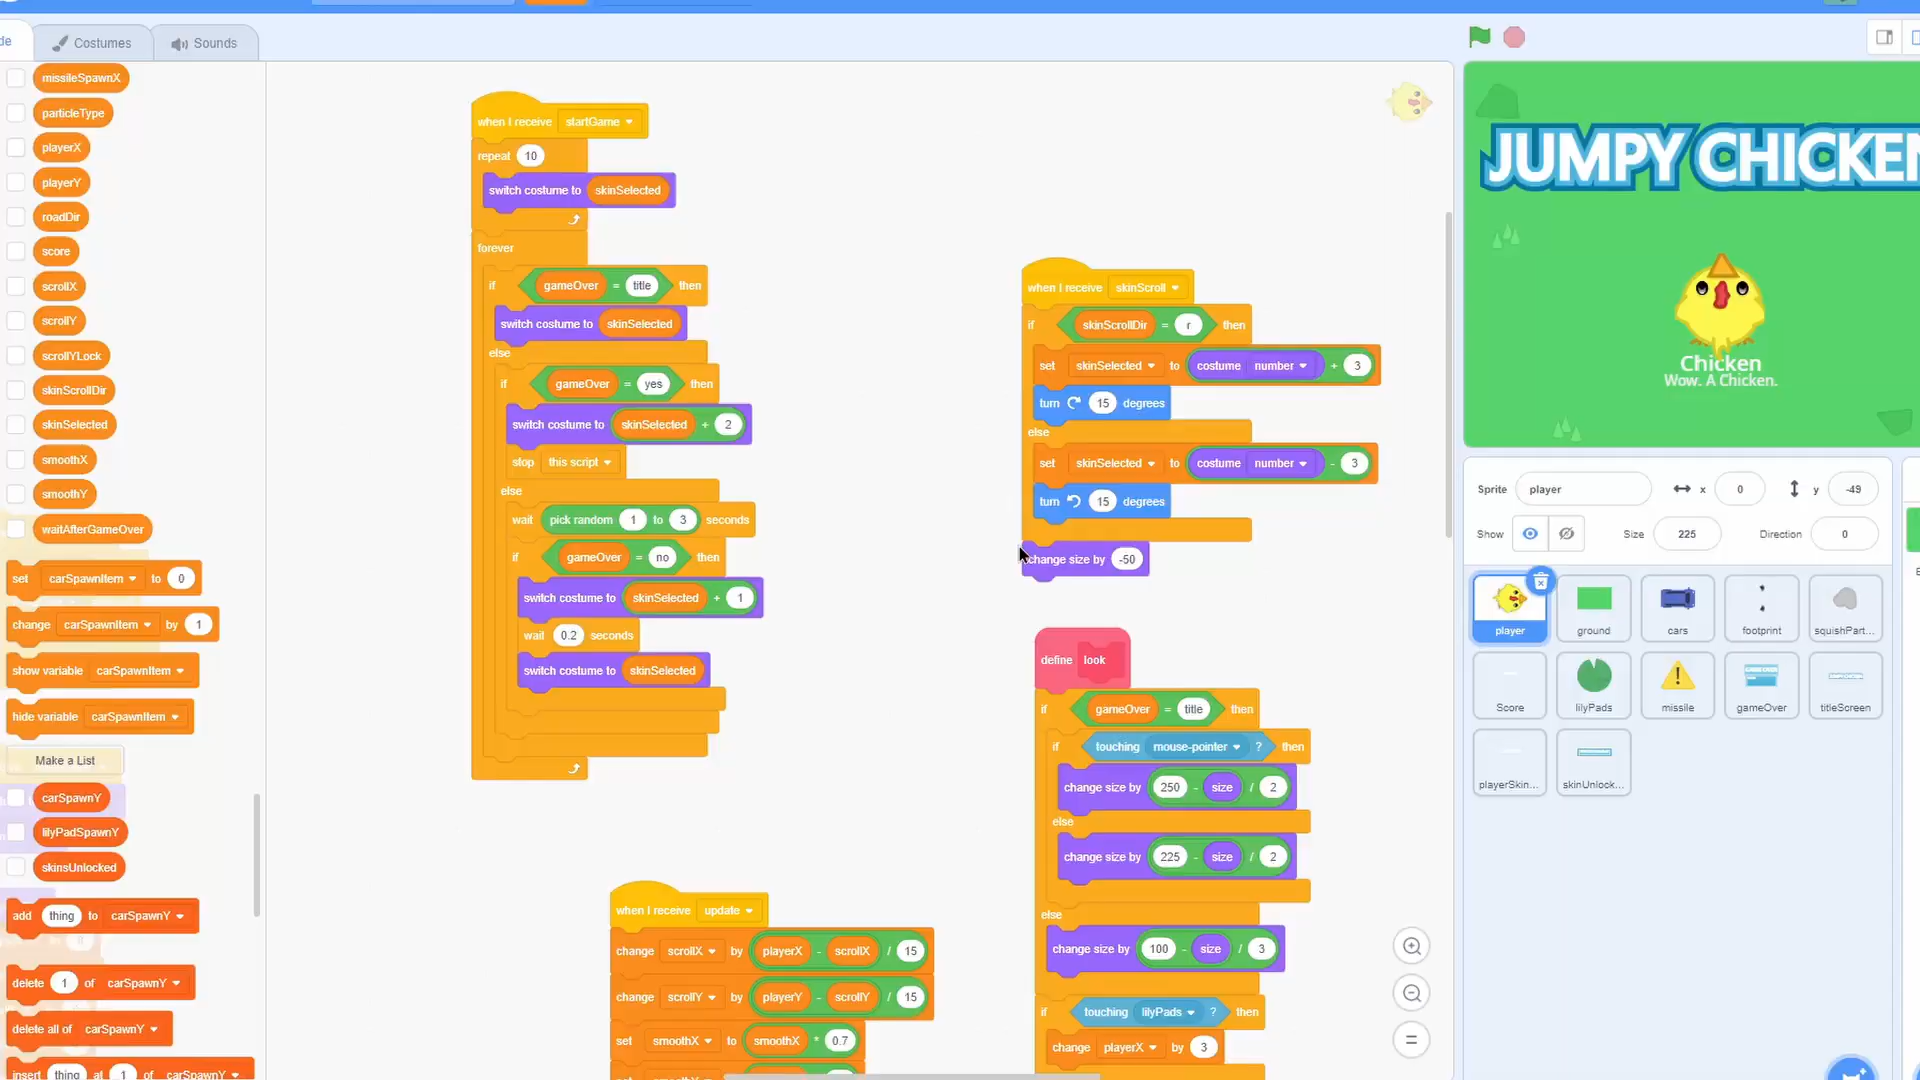 de
Costumes
Sounds
missileSpawnX
particleType
playerX
playerY
roadDir
score
scrollX
scrollY
scrollYLock
skinScrollDir
skinSelected
smoothX
smoothY
waitAfterGameOver
set carSpawnItem to 0
change carSpawnItem by 1
show variable carSpawnItem
hide variable carSpawnItem
Make a List
carSpawnY
lilyPadSpawnY
skinsUnlocked
add thing to carSpawnY
delete 1 of carSpawnY
delete all of carSpawnY
insert thing at 1 of carSpawnY
when I receive startGame
repeat 10
switch costume to skinSelected
forever
if gameOver = title then
switch costume to skinSelected
else
if gameOver = yes then
switch costume to skinSelected + 2
stop this script
else
wait pick random 1 to 3 seconds
if gameOver = no then
switch costume to skinSelected + 1
wait 0.2 seconds
switch costume to skinSelected
when I receive update
change scrollX by playerX - scrollX / 15
change scrollY by playerY - scrollY / 15
set smoothX to smoothX * 0.7
when I receive skinScroll
if skinScrollDir = r then
set skinSelected to costume number + 3
turn 15 degrees
else
set skinSelected to costume number - 3
turn 15 degrees
change size by -50
define look
if gameOver = title then
if touching mouse-pointer ? then
change size by 250 - size / 2
else
change size by 225 - size / 2
else
change size by 100 - size / 3
if touching lilyPads ? then
change playerX by 3
JUMPY CHICKEN
Chicken
Wow. A Chicken.
Sprite player x 0 y -49
Show Size 225 Direction 0
player ground cars footprint squishPart...
Score lilyPads missile gameOver titleScreen
playerSkin... skinUnlock...